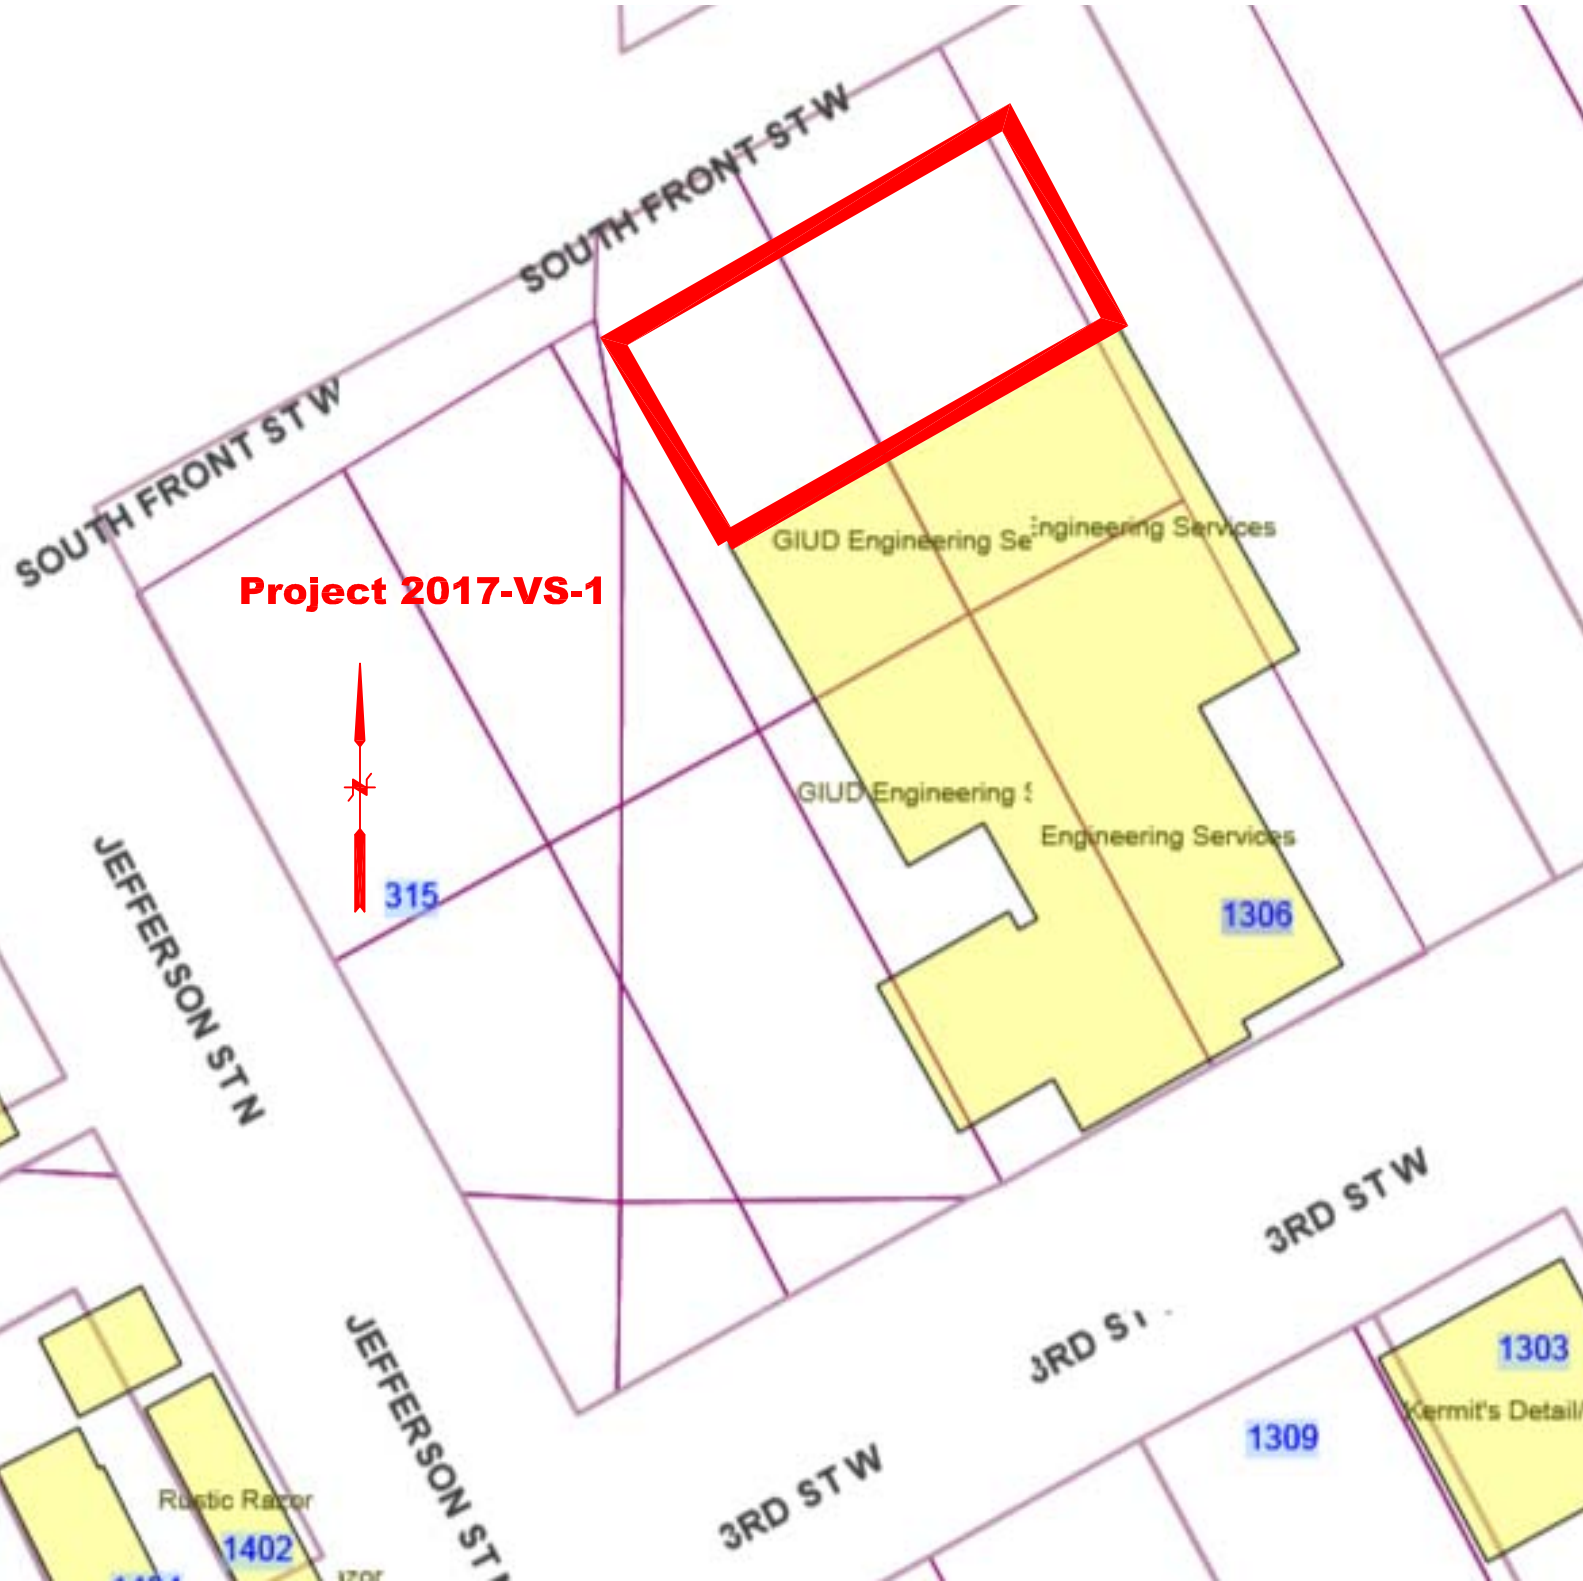 SOUTH FRONT ST W
SOUTH FRONT ST W
Project 2017-VS-1
GIUD Engineering Se
Engineering Services
GIUD Engineering
Engineering Services
315
1306
JEFFERSON ST N
3RD ST W
3RD
JEFFERSON ST
3RD ST W
1303
Kermit's Detail/
1309
Rustic Razor
1402